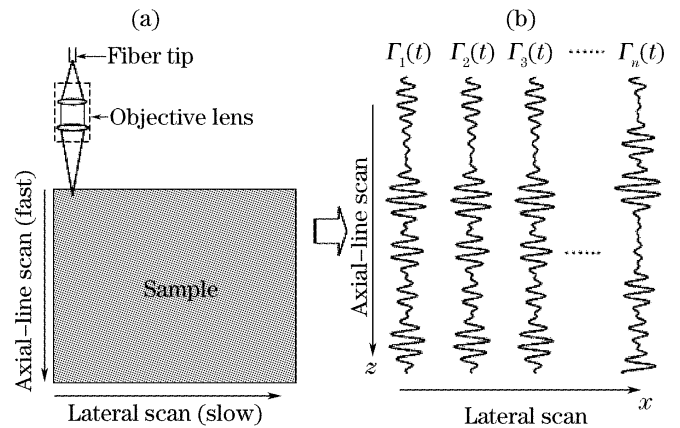 (a)
Fiber tip
Objective lens
Axial-line scan (fast)
Sample
Lateral scan (slow)
(b)
Γ₁(t) Γ₂(t) Γ₃(t) ...... Γₙ(t)
Axial-line scan
......
z
x
Lateral scan